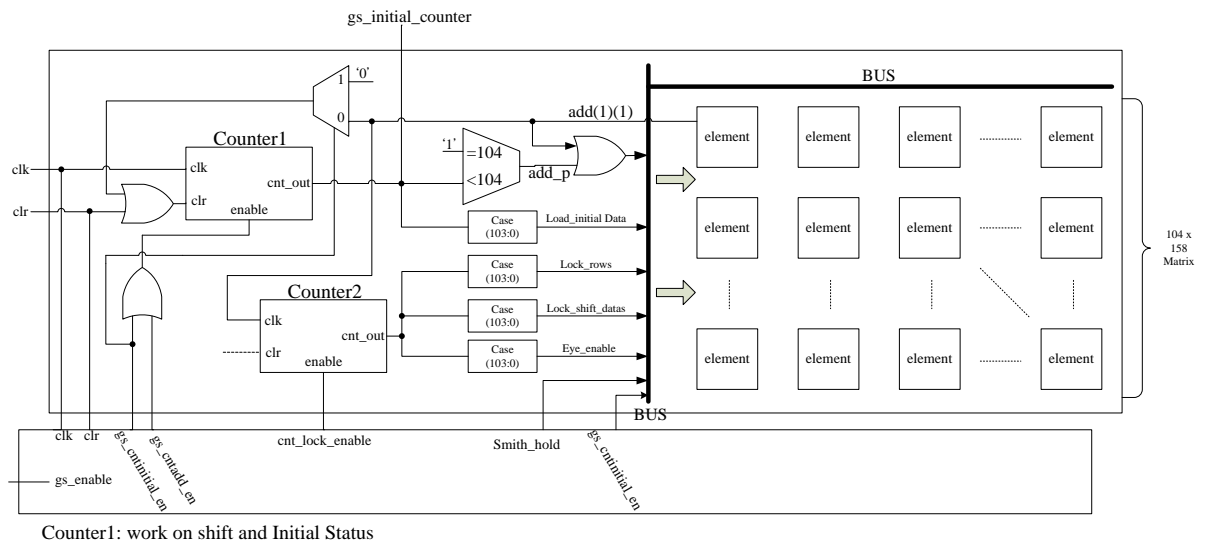 gs_initial_counter
1
‘0’
0
BUS
add(1)(1)
Counter1
‘1’
=104
<104
add_p
clk
clk
cnt_out
clr
clr
enable
element
element
element
element
Case
(103:0)
Load_initial Data
element
element
element
element
104 x
158
Matrix
Case
(103:0)
Lock_rows
Counter2
clk
cnt_out
clr
enable
Case
(103:0)
Lock_shift_datas
Case
(103:0)
Eye_enable
element
element
element
element
BUS
clk
clr
gs_cntinitial_en
gs_cntadd_en
cnt_lock_enable
Smith_hold
gs_cntinitial_en
gs_enable
Counter1: work on shift and Initial Status